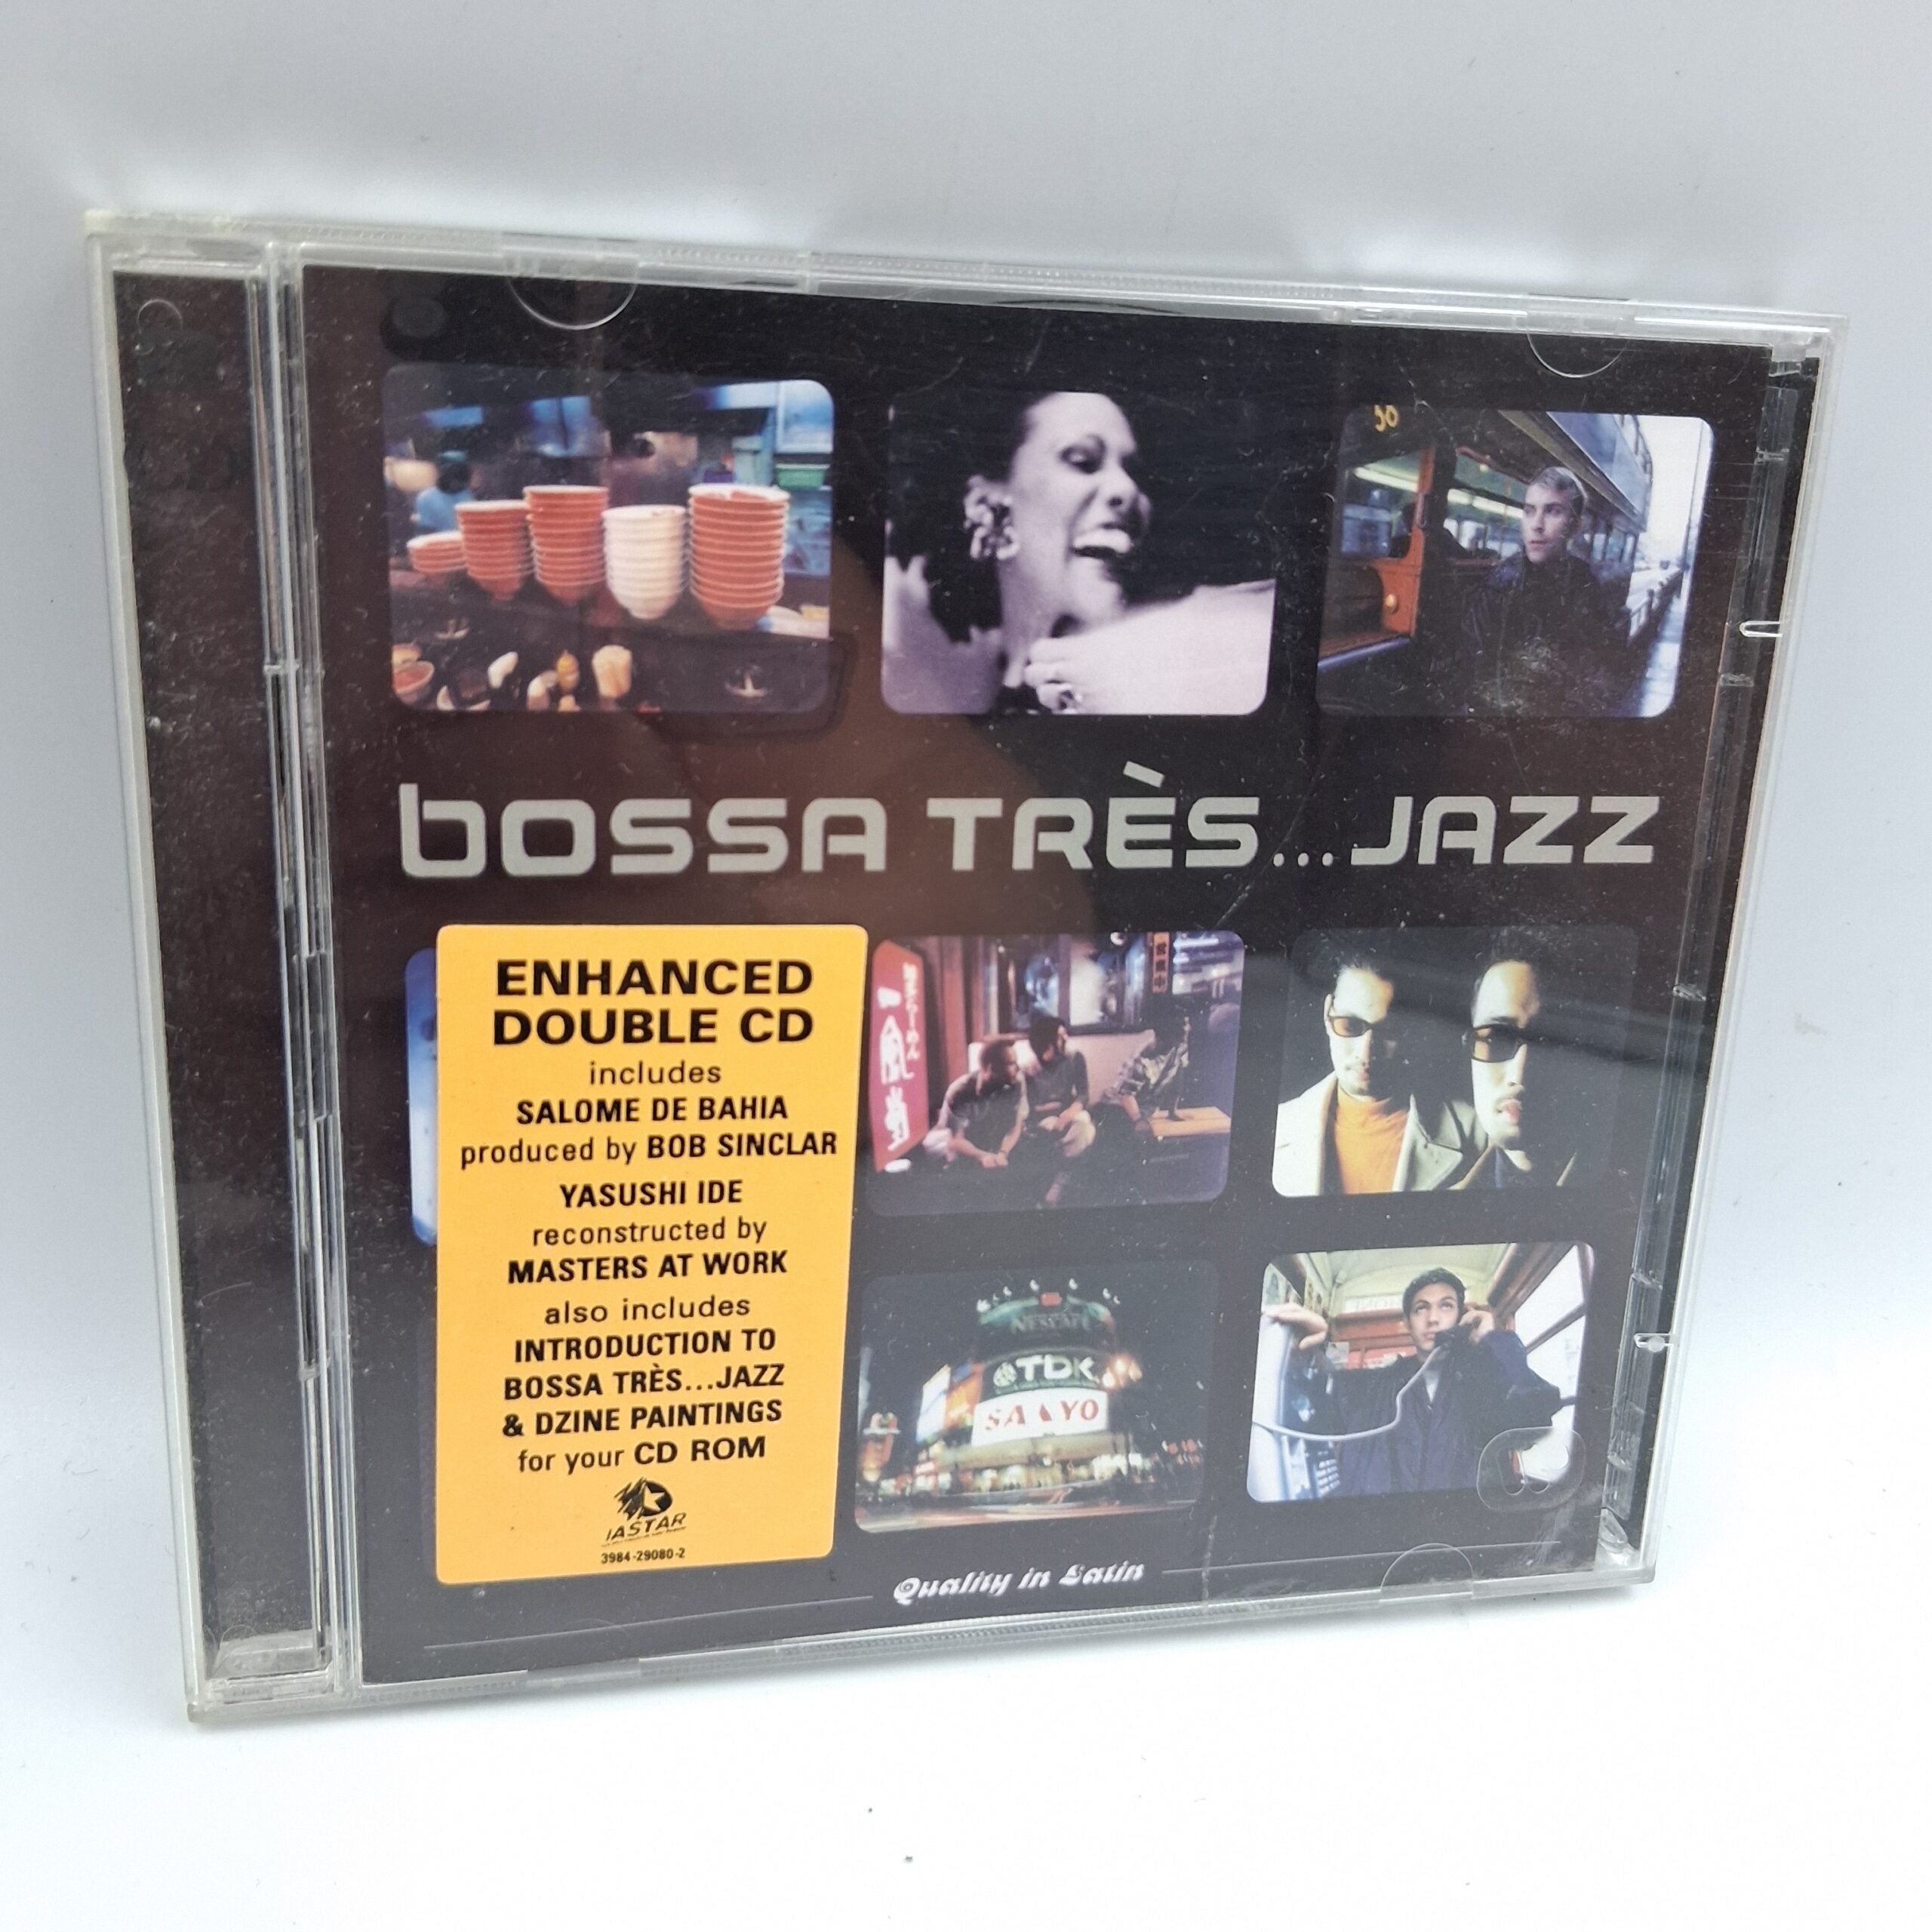 50
BOSSA TRÈS...JAZZ
ENHANCED
DOUBLE CD
includes
SALOME DE BAHIA
produced by BOB SINCLAR
YASUSHI IDE
reconstructed by
MASTERS AT WORK
also includes
INTRODUCTION TO
BOSSA TRÈS...JAZZ
& DZINE PAINTINGS
for your CD ROM
3984-29080-2
NESCAFÉ
TDK
SANYO
Quality in Latin